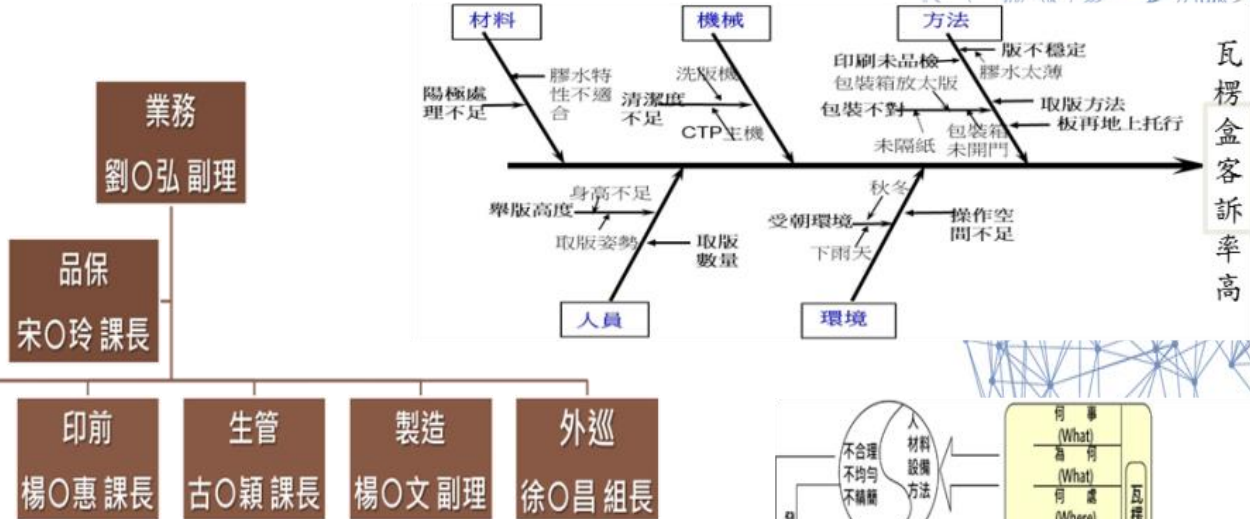 業務
劉〇弘 副理
品保
宋〇玲 課長
印前
楊〇惠 課長
生管
古〇穎 課長
製造
楊〇文 副理
外巡
徐〇昌 組長
材料
機械
方法
陽極處
理不足
膠水特
性不適
合
洗版機
清潔度
不足
CTP主機
印刷未品檢
包裝箱放太版
包裝不對
未隔紙
包裝箱
未開門
版不穩定
膠水太薄
取版方法
板再地上托行
身高不足
舉版高度
取版姿勢
取版
數量
秋冬
受朝環境
下雨天
操作空
間不足
人員
環境
瓦楞盒客訴率高
不合理
不均勻
不精簡
人
材料
設備
方法
何事
(What)
為何
(What)
何處
(Where)
瓦楞